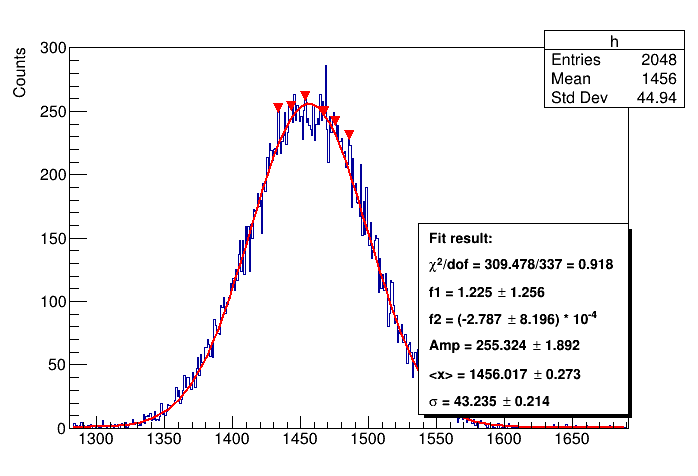 h
Entries 2048
Mean 1456
Std Dev 44.94
Counts
300
250
200
150
100
50
0
1300 1350 1400 1450 1500 1550 1600 1650
Fit result:
χ²/dof = 309.478/337 = 0.918
f1 = 1.225 ± 1.256
f2 = (-2.787 ± 8.196) * 10⁻⁴
Amp = 255.324 ± 1.892
<x> = 1456.017 ± 0.273
σ = 43.235 ± 0.214